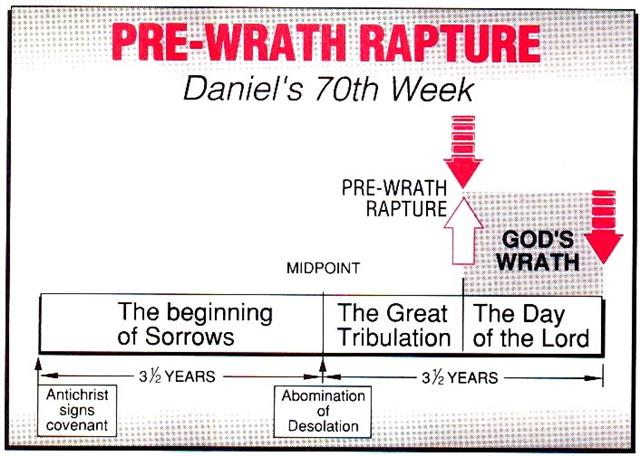 PRE-WRATH RAPTURE
Daniel's 70th Week
PRE-WRATH
RAPTURE
GOD'S
WRATH
MIDPOINT
The beginning
of Sorrows
The Great
Tribulation
The Day
of the Lord
3½ YEARS
3½ YEARS
Antichrist
signs
covenant
Abomination
of
Desolation